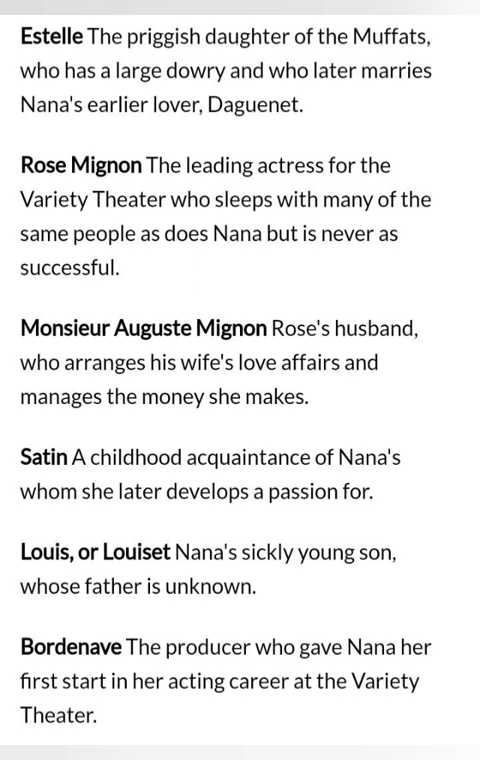 Estelle The priggish daughter of the Muffats,
who has a large dowry and who later marries
Nana's earlier lover, Daguenet.
Rose Mignon The leading actress for the
Variety Theater who sleeps with many of the
same people as does Nana but is never as
successful.
Monsieur Auguste Mignon Rose's husband,
who arranges his wife's love affairs and
manages the money she makes.
Satin A childhood acquaintance of Nana's
whom she later develops a passion for.
Louis, or Louiset Nana's sickly young son,
whose father is unknown.
Bordenave The producer who gave Nana her
first start in her acting career at the Variety
Theater.